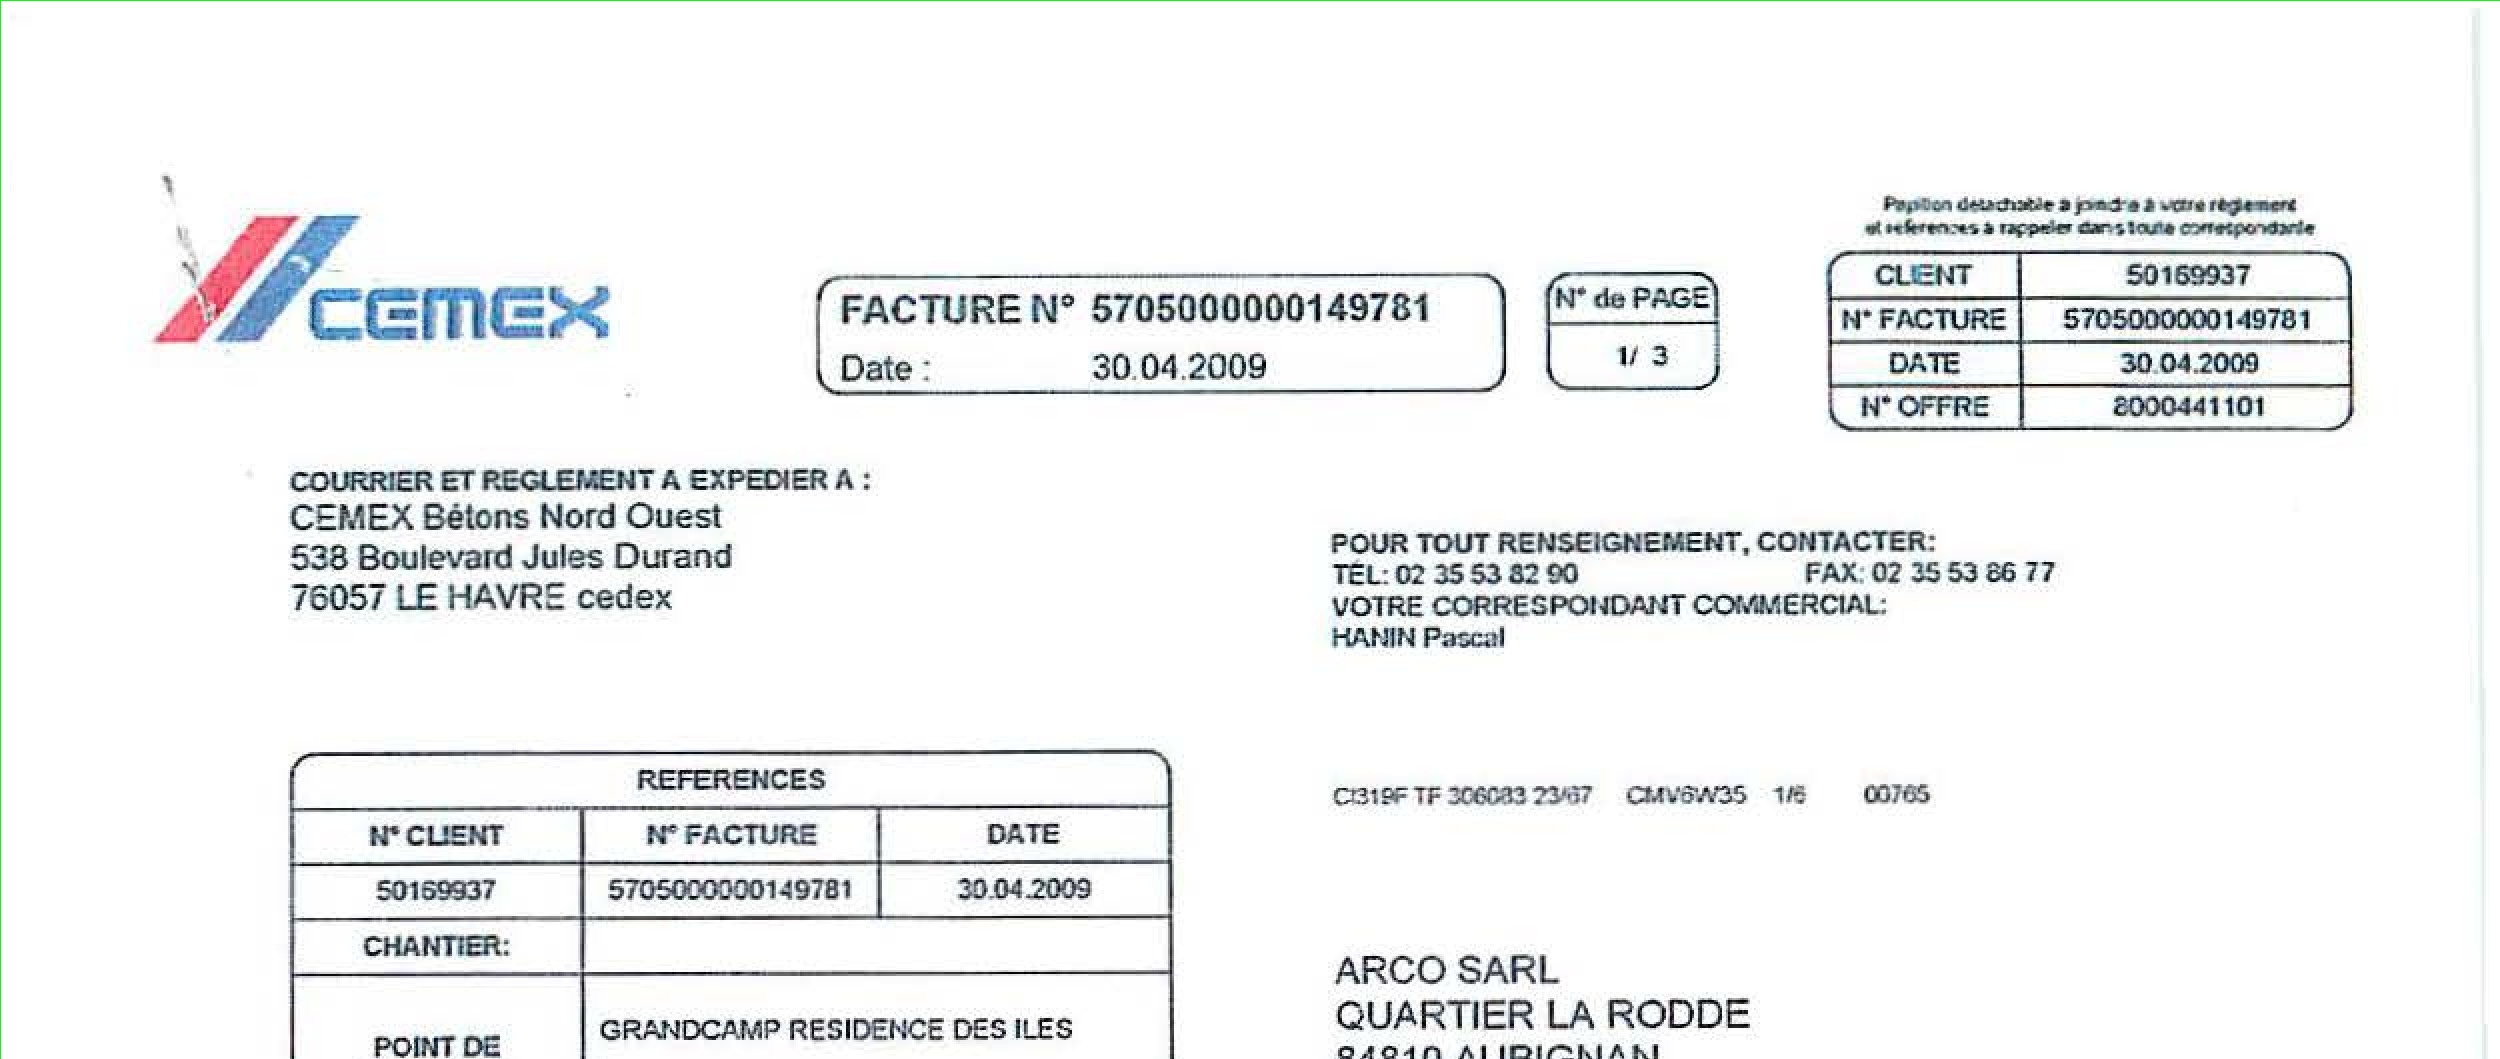 Papillon détachable à joindre à votre règlement
et références à rappeler dans toute correspondante
CEMEX
FACTURE N° 5705000000149781
Date : 30.04.2009
N° de PAGE
1/ 3
CLIENT 50169937
N° FACTURE 5705000000149781
DATE 30.04.2009
N° OFFRE 8000441101
COURRIER ET REGLEMENT A EXPEDIER A :
CEMEX Bétons Nord Ouest
538 Boulevard Jules Durand
76057 LE HAVRE cedex
POUR TOUT RENSEIGNEMENT, CONTACTER:
TEL: 02 35 53 82 90 FAX: 02 35 53 86 77
VOTRE CORRESPONDANT COMMERCIAL:
HANIN Pascal
REFERENCES
N° CLIENT N° FACTURE DATE
50169937 5705000000149781 30.04.2009
CHANTIER:
POINT DE
GRANDCAMP RESIDENCE DES ILES
CI319F TF 306083 23/67 CMV6W35 1/6 00765
ARCO SARL
QUARTIER LA RODDE
84810 AUBIGNAN